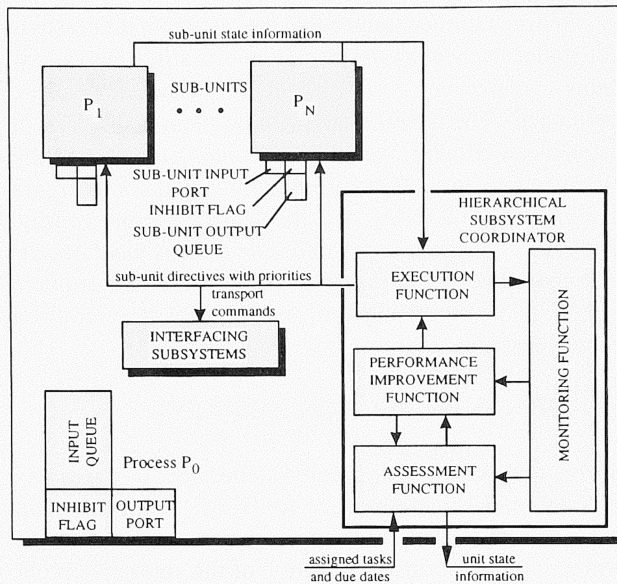 sub-unit state information
P1
SUB-UNITS
PN
SUB-UNIT INPUT
PORT
INHIBIT FLAG
SUB-UNIT OUTPUT
QUEUE
HIERARCHICAL
SUBSYSTEM
COORDINATOR
sub-unit directives with priorities
transport
commands
INTERFACING
SUBSYSTEMS
EXECUTION
FUNCTION
PERFORMANCE
IMPROVEMENT
FUNCTION
ASSESSMENT
FUNCTION
MONITORING FUNCTION
INPUT
QUEUE
Process P0
INHIBIT
FLAG
OUTPUT
PORT
assigned tasks
and due dates
unit state
information